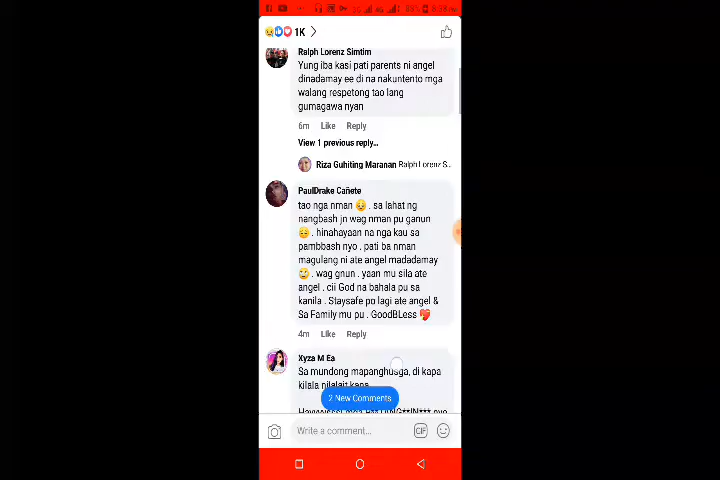 8:38 AM
1K
Ralph Lorenz Simtim
Yung iba kasi pati parents ni angel
dinadamay ee di na nakuntento mga
walang respetong tao lang
gumagawa nyan
6m Like Reply
View 1 previous reply...
Riza Guhiting Maranan Ralph Lorenz S...
PaulDrake Cañete
tao nga nman 😔 . sa lahat ng
nangbash jn wag nman pu ganun
😔 . hinahayaan na nga kau sa
pambbash nyo . pati ba nman
magulang ni ate angel madadamay
🙄 . wag gnun . yaan mu sila ate
angel . cii God na bahala pu sa
kanila . Staysafe po lagi ate angel &
Sa Family mu pu . GoodBLess 💖
4m Like Reply
Xyza M Ea
Sa mundong mapanghusga, di kapa
kilala nilalait kana
2 New Comments
Write a comment...
GIF